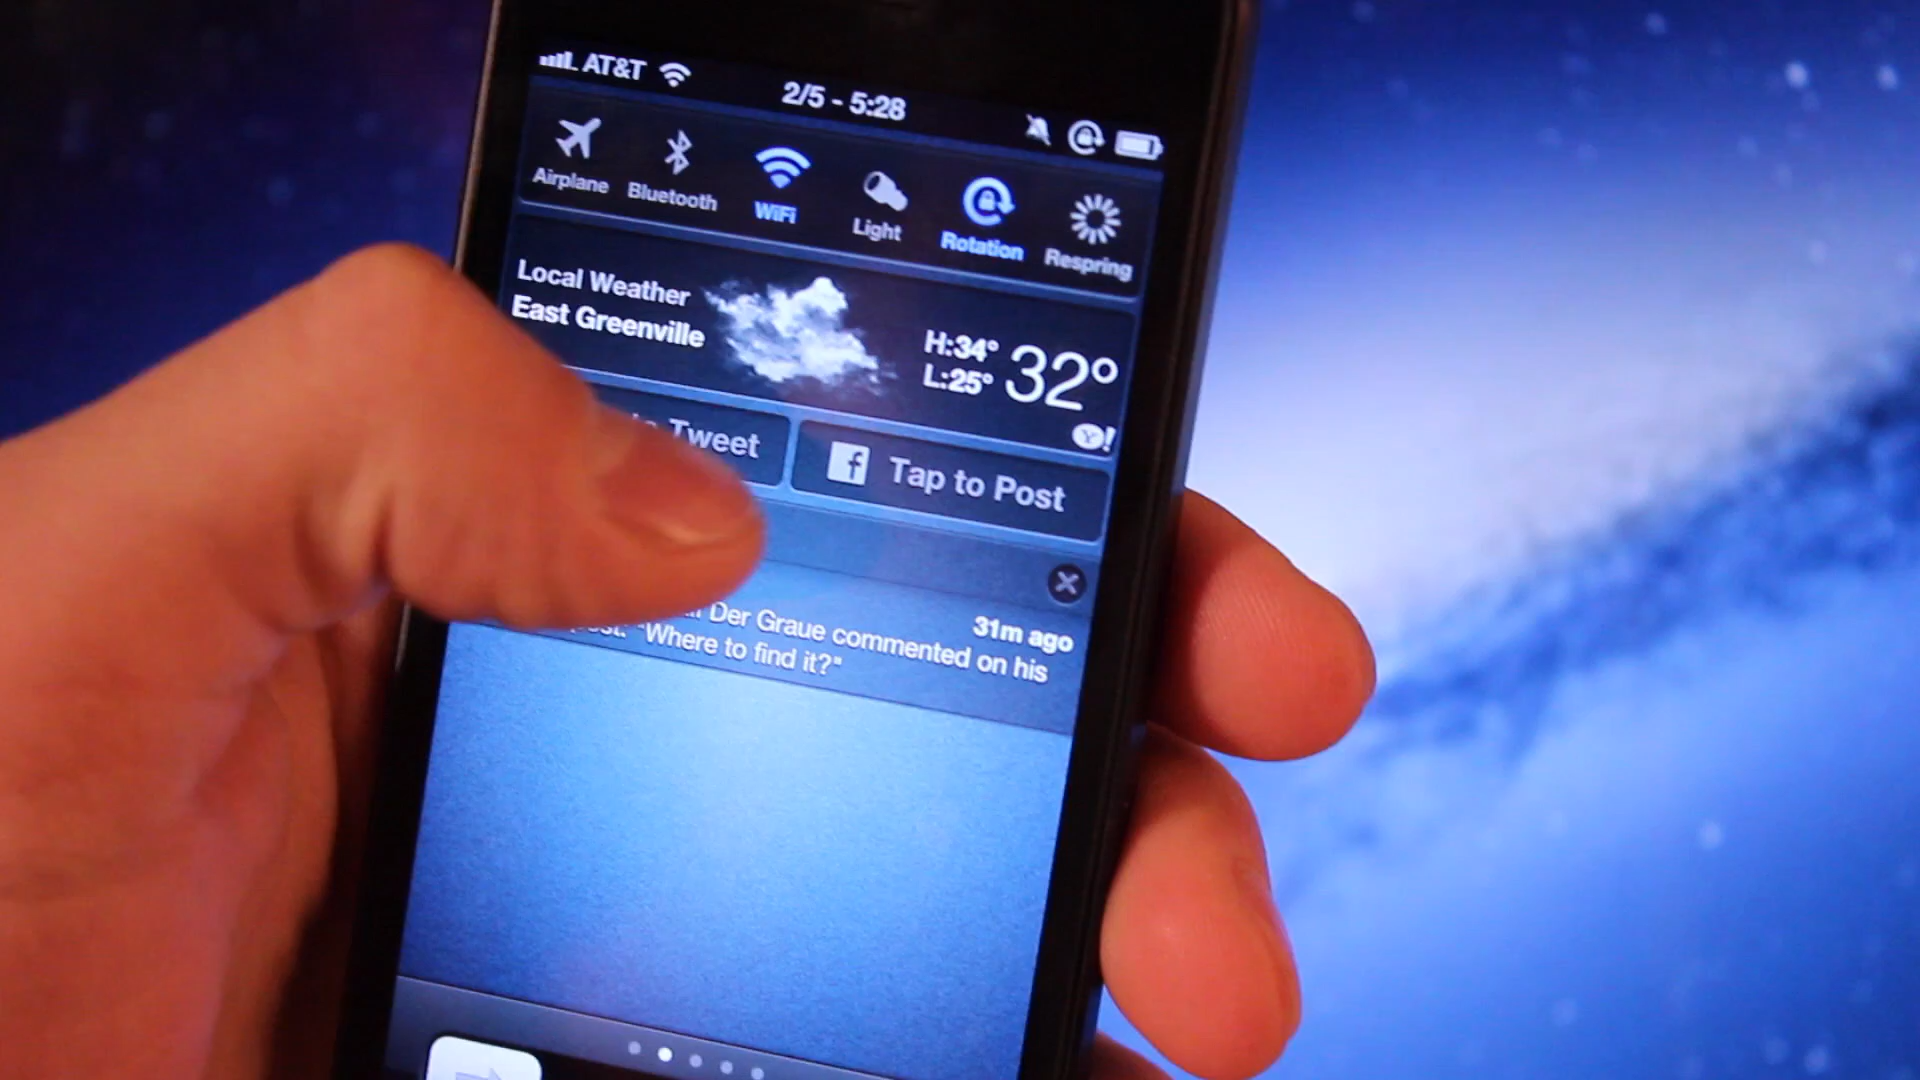 AT&T
2/5 - 5:28
Airplane
Bluetooth
WiFi
Light
Rotation
Respring
Local Weather
East Greenville
H:34°
L:25°
32°
Y!
Tweet
f Tap to Post
31m ago
Der Graue commented on his
"Where to find it?"